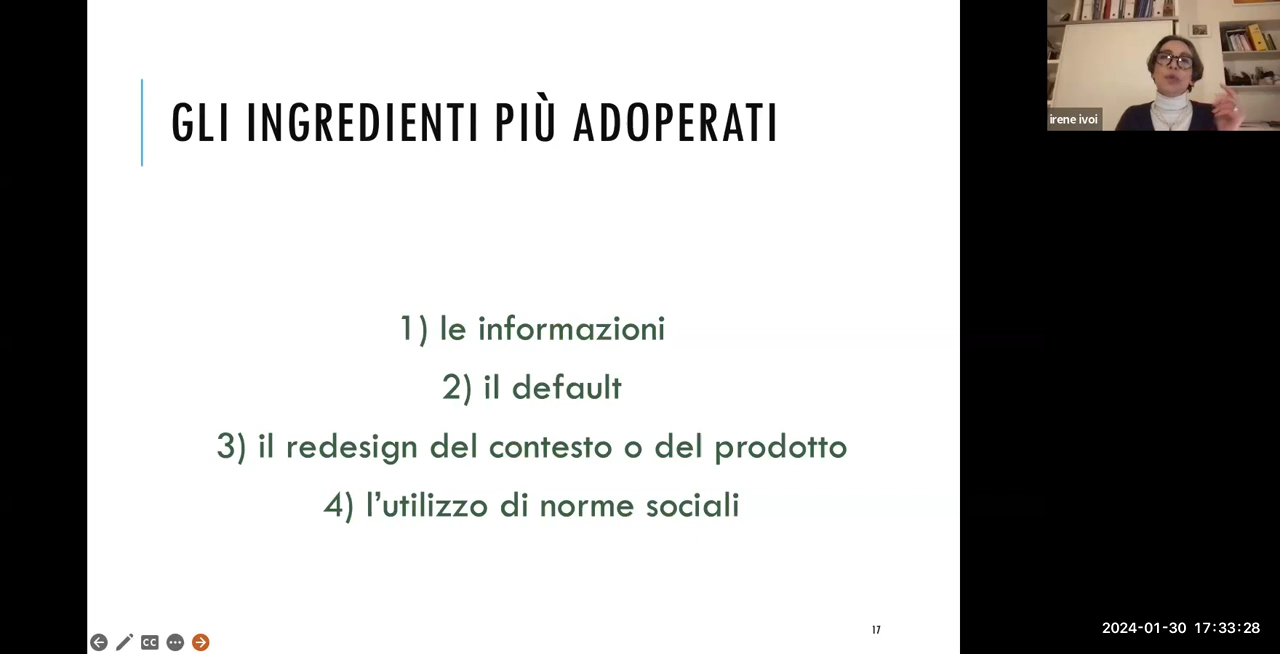 GLI INGREDIENTI PIÙ ADOPERATI
irene ivoi
1) le informazioni
2) il default
3) il redesign del contesto o del prodotto
4) l'utilizzo di norme sociali
17
CC
2024-01-30 17:33:28